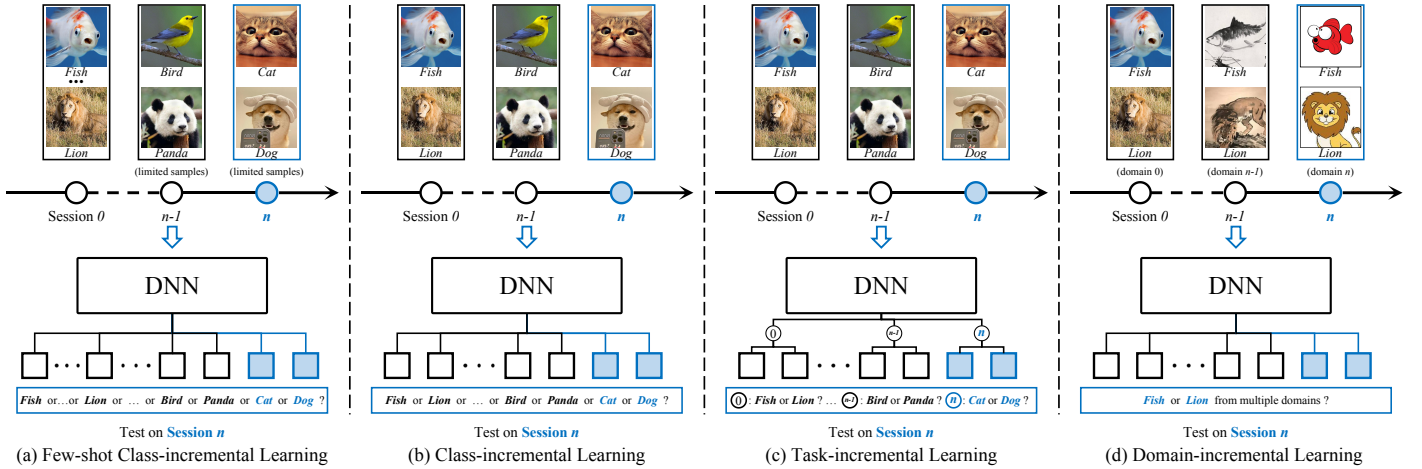 Fish
...
Lion
Bird
Panda
(limited samples)
Cat
Dog
(limited samples)
Session 0
n-1
n
DNN
Fish or...or Lion or ... or Bird or Panda or Cat or Dog ?
Test on Session n
(a) Few-shot Class-incremental Learning
Fish
Lion
Bird
Panda
Cat
Dog
Session 0
n-1
n
DNN
Fish or Lion or ... or Bird or Panda or Cat or Dog ?
Test on Session n
(b) Class-incremental Learning
Fish
Lion
Bird
Panda
Cat
Dog
Session 0
n-1
n
DNN
0
n-1
n
0 : Fish or Lion ? ... n-1 : Bird or Panda ? n : Cat or Dog ?
Test on Session n
(c) Task-incremental Learning
Fish
Lion
(domain 0)
Fish
Lion
(domain n-1)
Fish
Lion
(domain n)
Session 0
n-1
n
DNN
Fish or Lion from multiple domains ?
Test on Session n
(d) Domain-incremental Learning